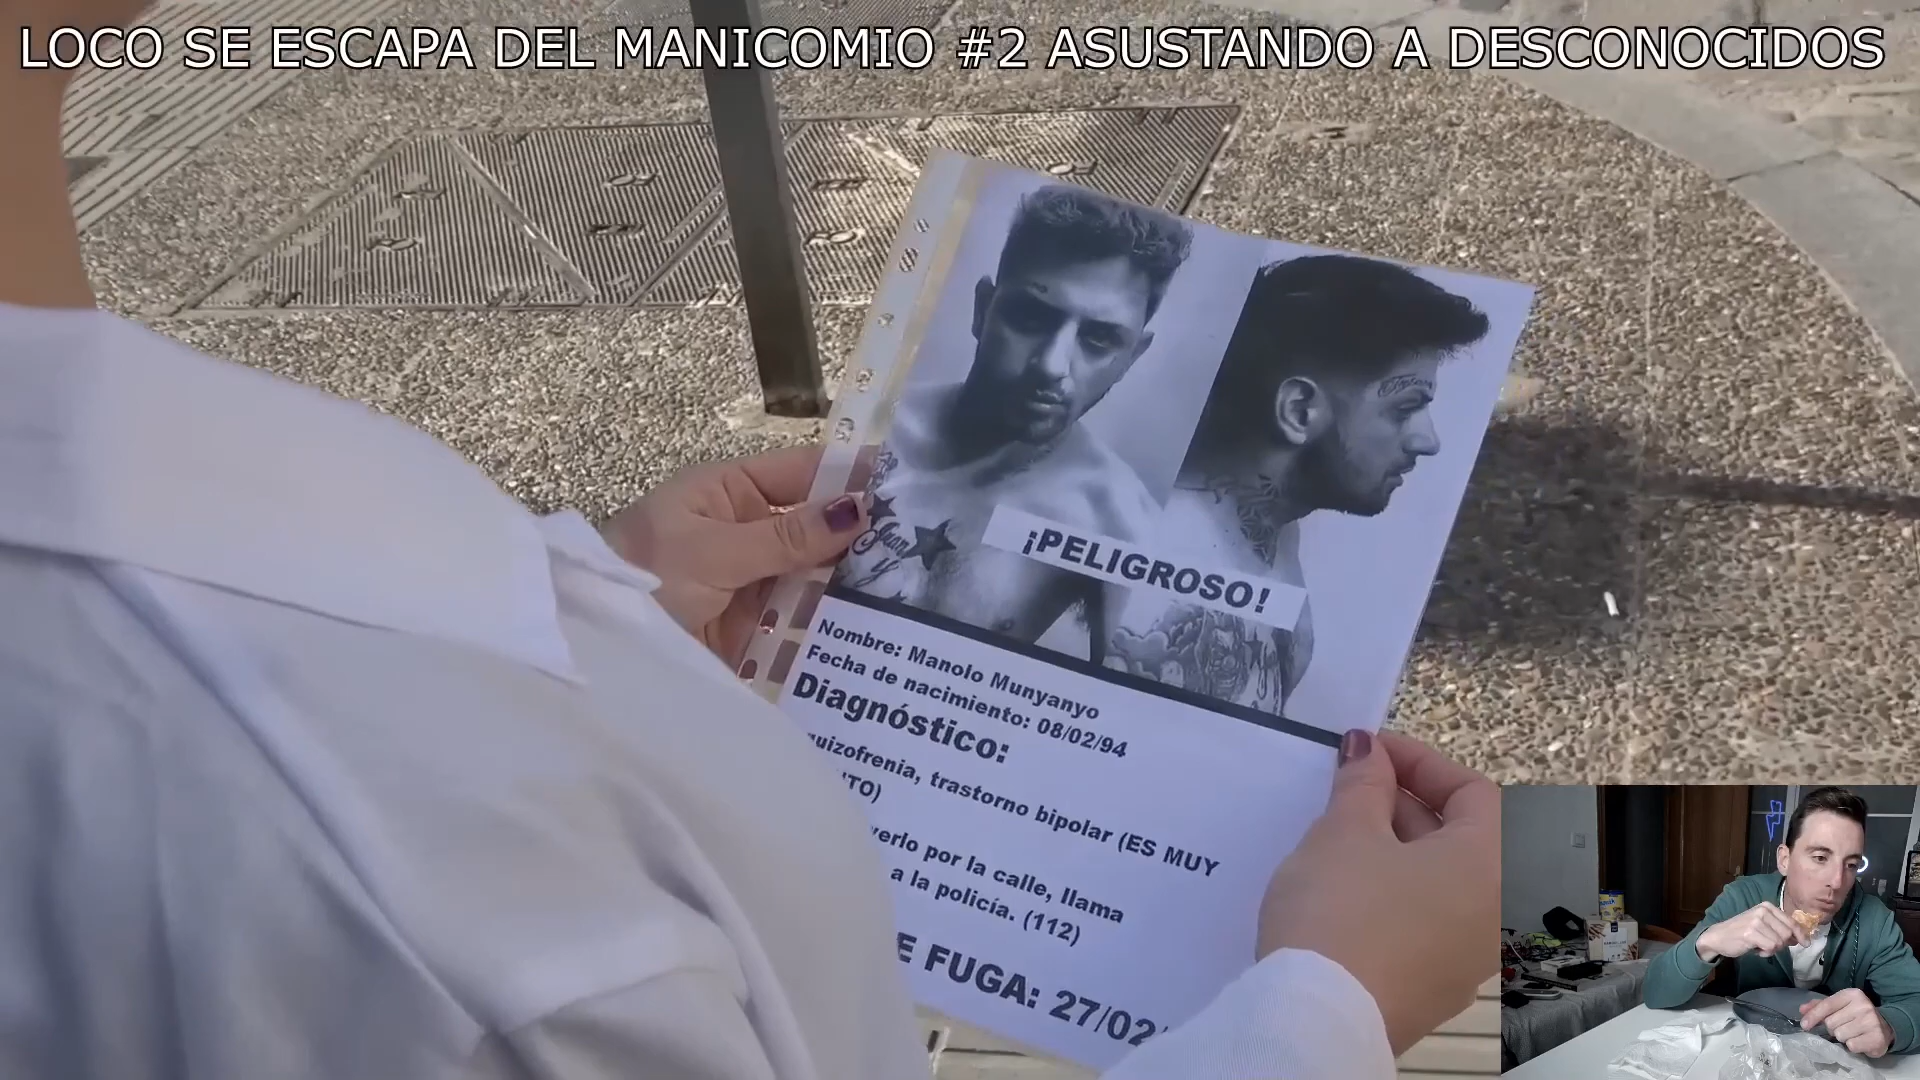 LOCO SE ESCAPA DEL MANICOMIO #2 ASUSTANDO A DESCONOCIDOS
Juan
y
¡PELIGROSO!
Nombre: Manolo Munyanyo
Fecha de nacimiento: 08/02/94
Diagnóstico:
trastorno bipolar (ES MUY
por la calle, llama
a la policía. (112)
FUGA: 27/02